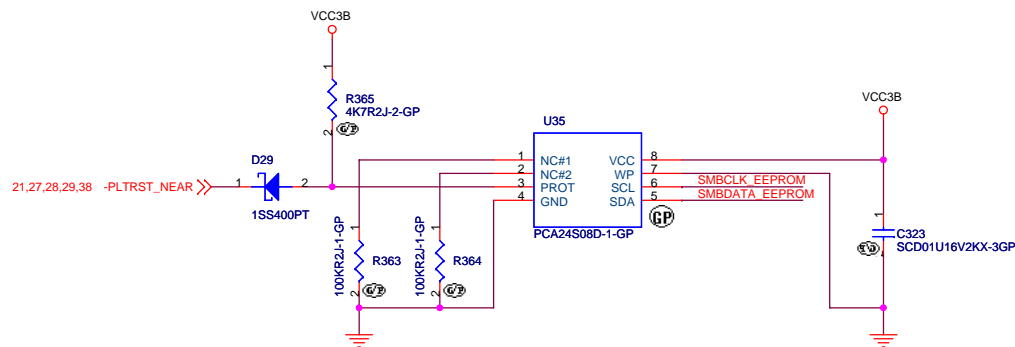 VCC3B
1
R365
4K7R2J-2-GP
2
G/P
D29
21,27,28,29,38 -PLTRST_NEAR
1
2
1SS400PT
U35
1
NC#1
VCC
8
2
NC#2
WP
7
3
PROT
SCL
6
SMBCLK_EEPROM
4
GND
SDA
5
SMBDATA_EEPROM
GP
PCA24S08D-1-GP
1
100KR2J-1-GP
R363
2
G/P
1
100KR2J-1-GP
R364
2
G/P
VCC3B
1
C323
SCD01U16V2KX-3GP